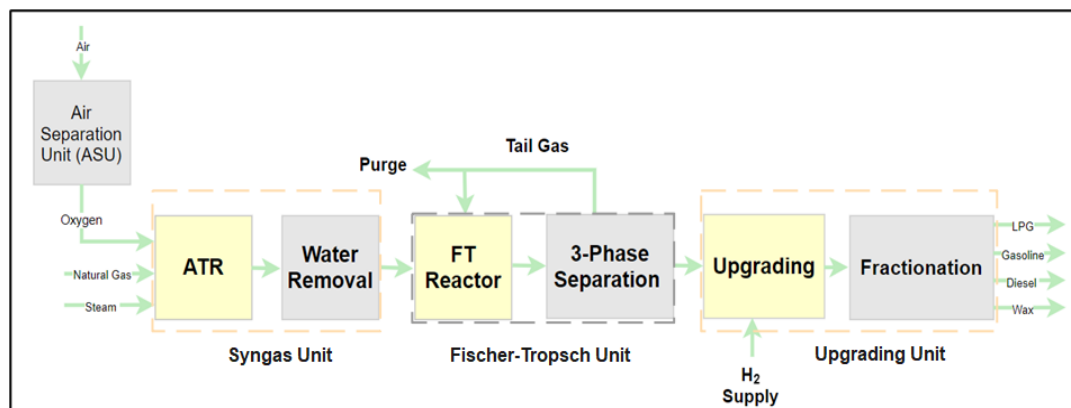 Air
Air
Separation
Unit (ASU)
Oxygen
Natural Gas
Steam
ATR
Water
Removal
Syngas Unit
Purge
Tail Gas
FT
Reactor
3-Phase
Separation
Fischer-Tropsch Unit
Upgrading
Fractionation
H₂
Supply
Upgrading Unit
LPG
Gasoline
Diesel
Wax